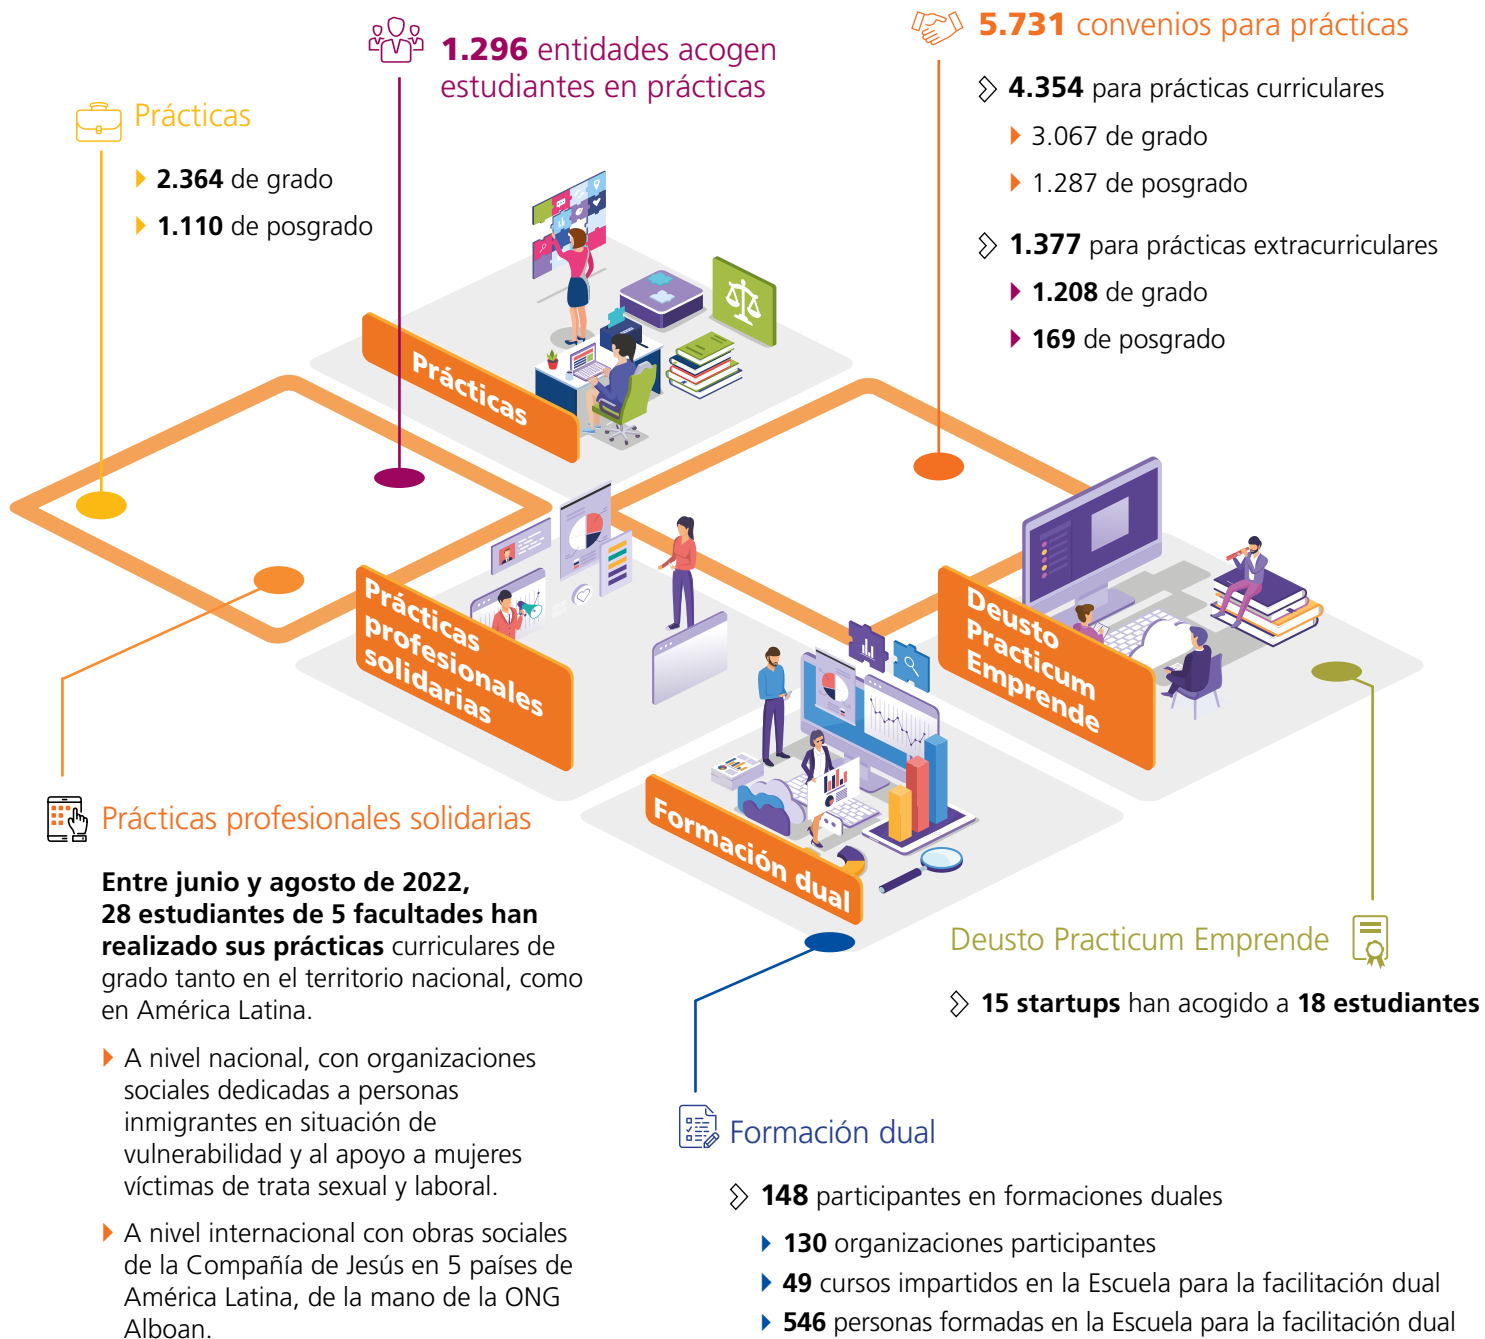 1.296 entidades acogen
estudiantes en prácticas
5.731 convenios para prácticas
4.354 para prácticas curriculares
3.067 de grado
1.287 de posgrado
1.377 para prácticas extracurriculares
1.208 de grado
169 de posgrado
Prácticas
2.364 de grado
1.110 de posgrado
Prácticas
Prácticas
profesionales
solidarias
Deusto
Practicum
Emprende
Formación dual
Prácticas profesionales solidarias
Entre junio y agosto de 2022,
28 estudiantes de 5 facultades han
realizado sus prácticas curriculares de
grado tanto en el territorio nacional, como
en América Latina.
A nivel nacional, con organizaciones
sociales dedicadas a personas
inmigrantes en situación de
vulnerabilidad y al apoyo a mujeres
víctimas de trata sexual y laboral.
A nivel internacional con obras sociales
de la Compañía de Jesús en 5 países de
América Latina, de la mano de la ONG
Alboan.
Deusto Practicum Emprende
15 startups han acogido a 18 estudiantes
Formación dual
148 participantes en formaciones duales
130 organizaciones participantes
49 cursos impartidos en la Escuela para la facilitación dual
546 personas formadas en la Escuela para la facilitación dual